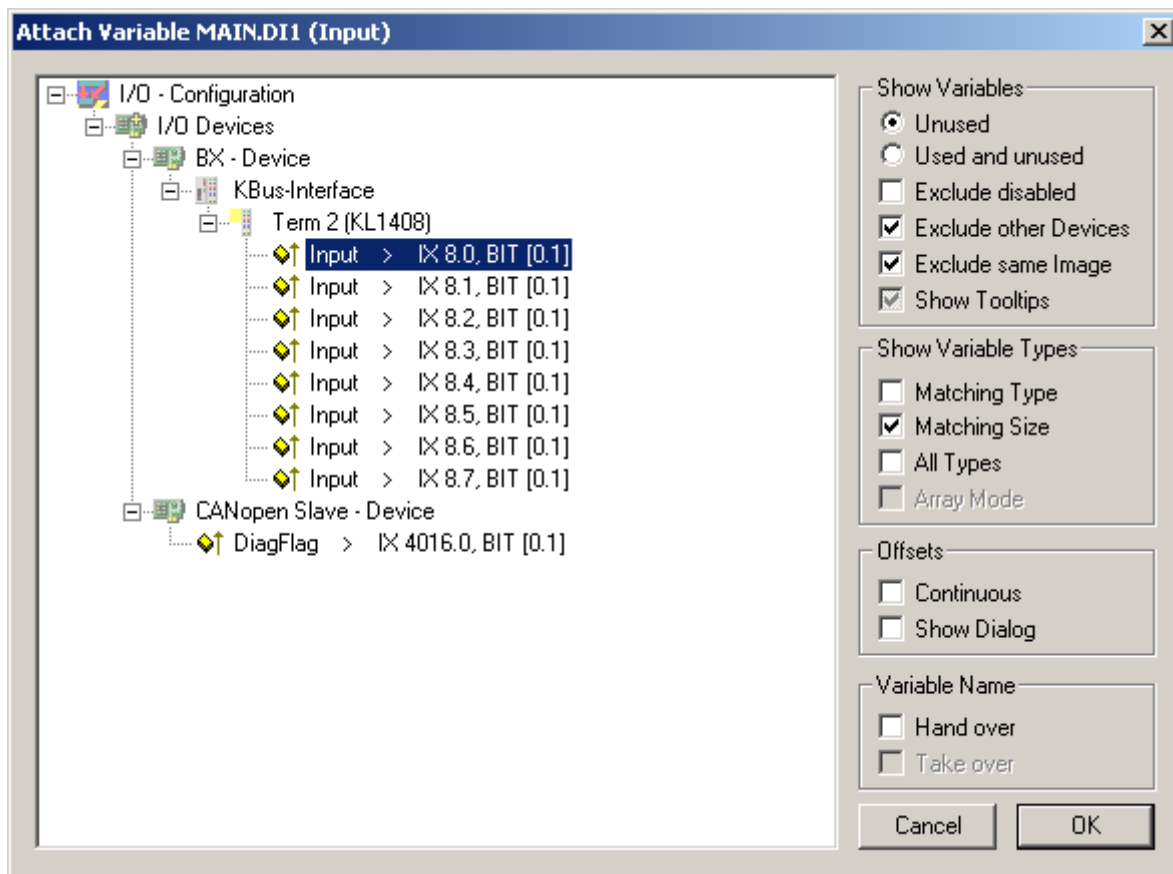 Attach Variable MAIN.DI1 (Input)
I/O - Configuration
I/O Devices
BX - Device
KBus-Interface
Term 2 (KL1408)
Input > IX 8.0, BIT [0.1]
Input > IX 8.1, BIT [0.1]
Input > IX 8.2, BIT [0.1]
Input > IX 8.3, BIT [0.1]
Input > IX 8.4, BIT [0.1]
Input > IX 8.5, BIT [0.1]
Input > IX 8.6, BIT [0.1]
Input > IX 8.7, BIT [0.1]
CANopen Slave - Device
DiagFlag > IX 4016.0, BIT [0.1]
Show Variables
Unused
Used and unused
Exclude disabled
Exclude other Devices
Exclude same Image
Show Tooltips
Show Variable Types
Matching Type
Matching Size
All Types
Array Mode
Offsets
Continuous
Show Dialog
Variable Name
Hand over
Take over
Cancel
OK